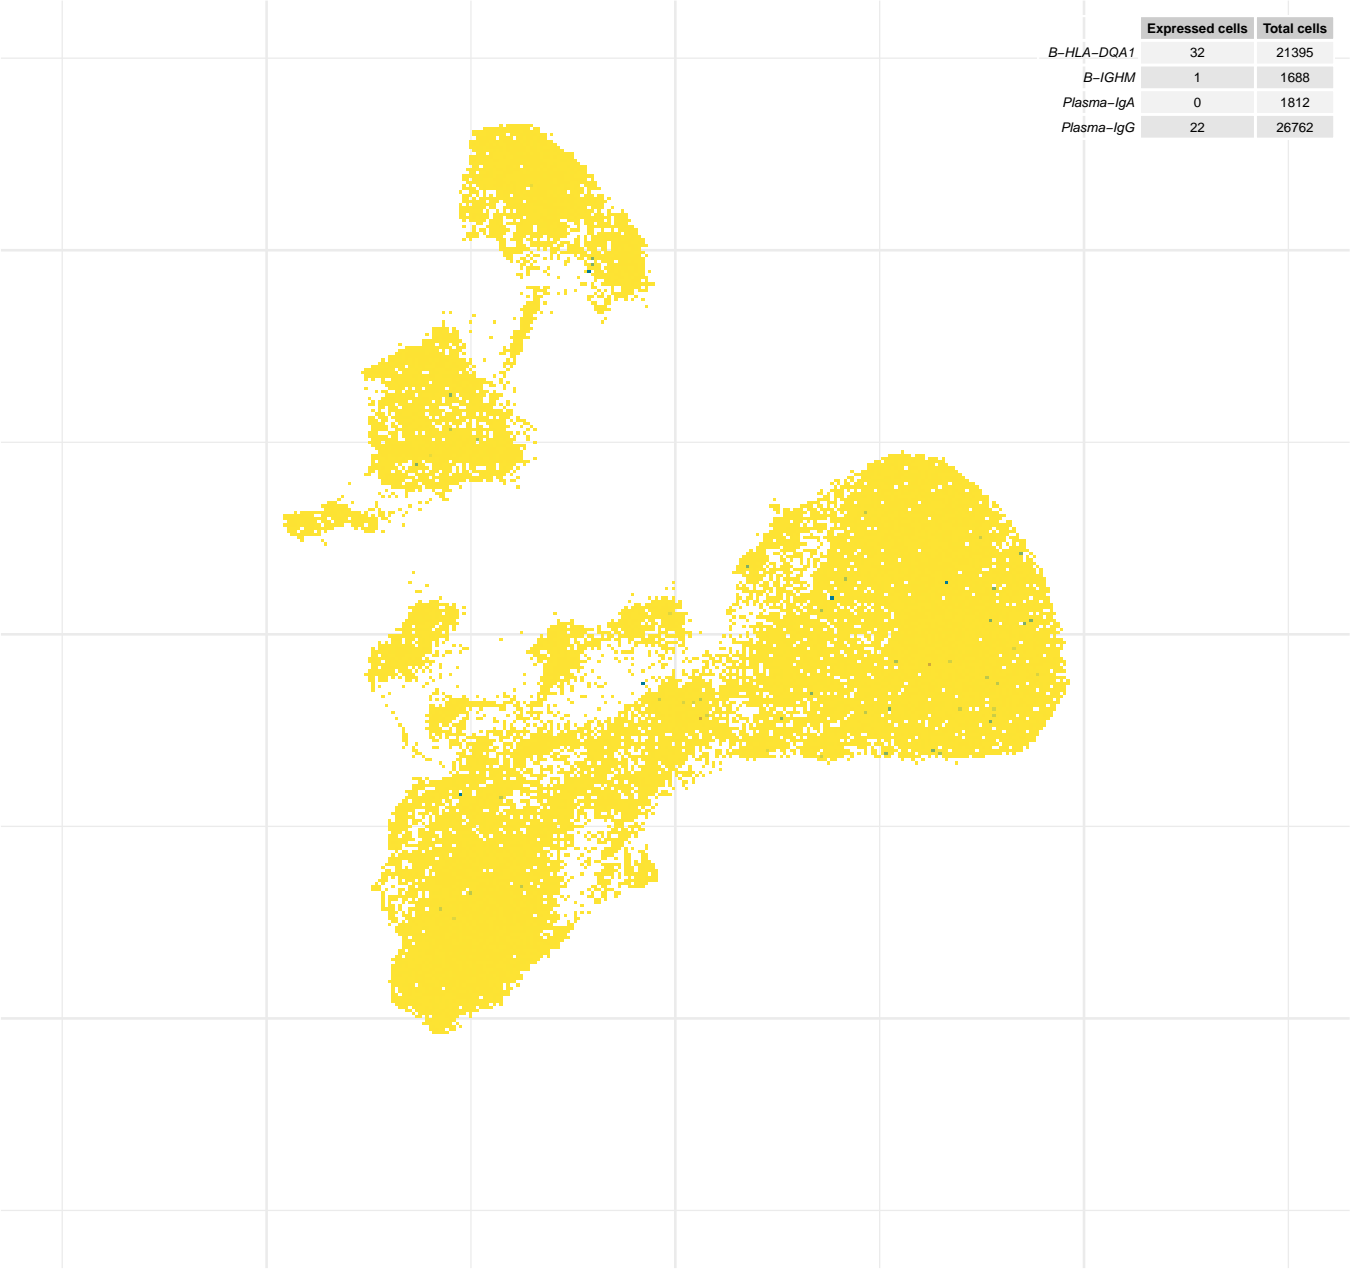 Expressed cells Total cells
B−HLA−DQA1 32 21395
B−IGHM 1 1688
Plasma−IgA 0 1812
Plasma−IgG 22 26762